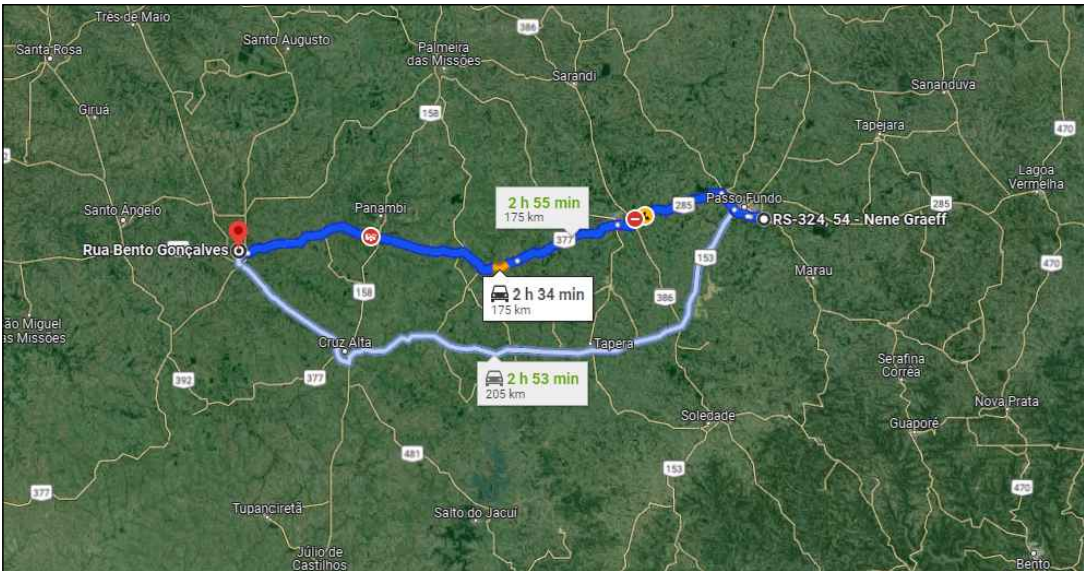 Três de Maio
386
Santa Rosa
Santo Augusto
Palmeira
das Missões
Sarandi
Sananduva
Giruá
158
Tapejara
470
Lagoa
Vermelha
Santo Ângelo
Panambi
2 h 55 min
175 km
285
Passo Fundo
285
RS-324, 54 - Nene Graeff
Rua Bento Gonçalves
377
153
Marau
470
2 h 34 min
175 km
158
386
ão Miguel
as Missões
Cruz Alta
Tapera
Serafina
Corrêa
392
377
2 h 53 min
205 km
Nova Prata
Soledade
Guaporé
481
153
377
470
Tupanciretã
Salto do Jacuí
Júlio de
Castilhos
Bento